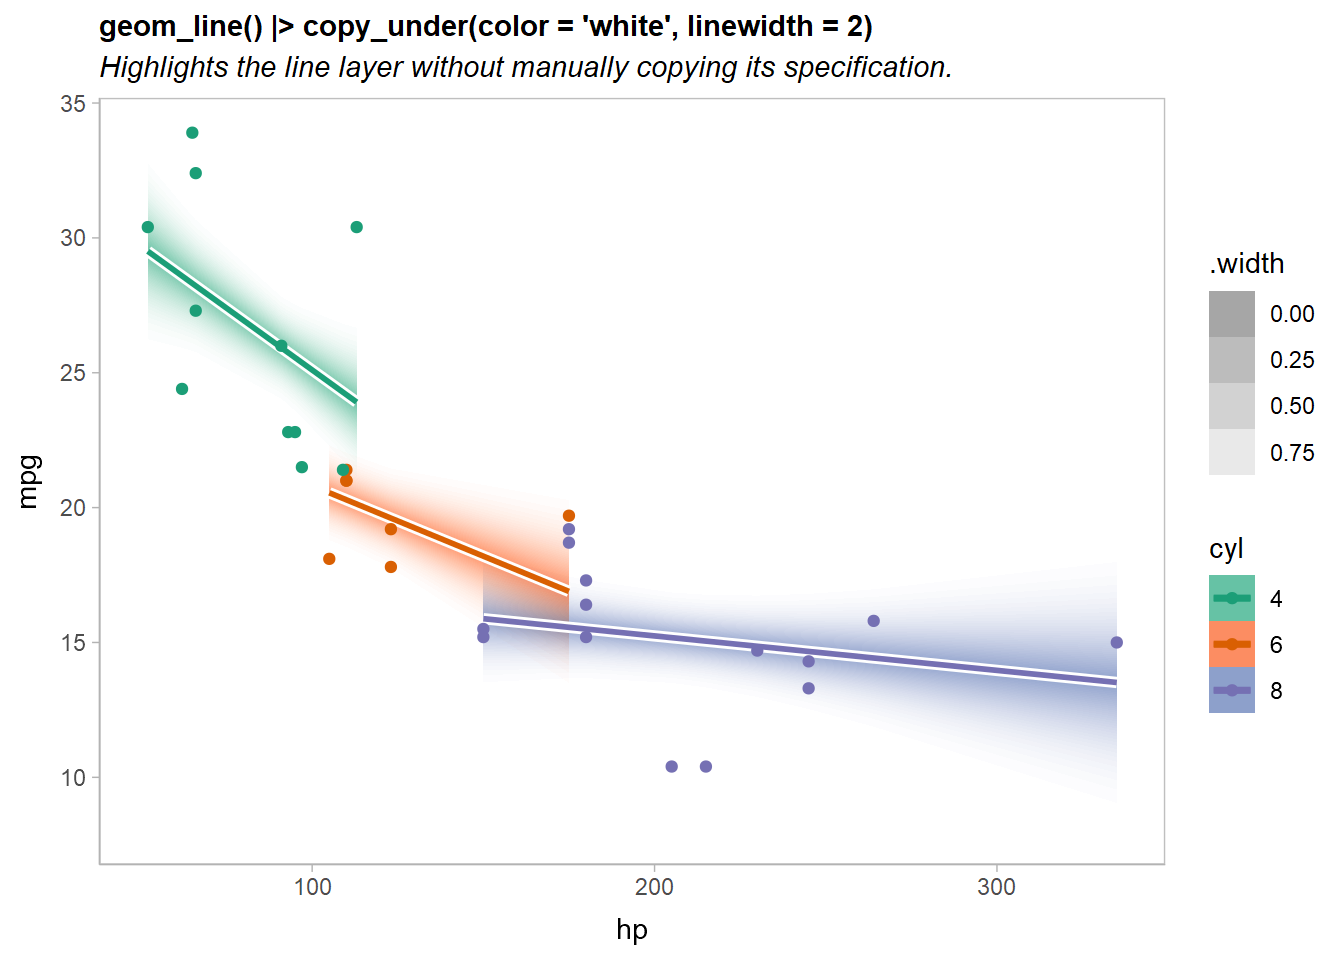 geom_line() |> copy_under(color = 'white', linewidth = 2)
Highlights the line layer without manually copying its specification.
35
30
25
20
15
10
mpg
100
200
300
hp
.width
0.00
0.25
0.50
0.75
cyl
4
6
8